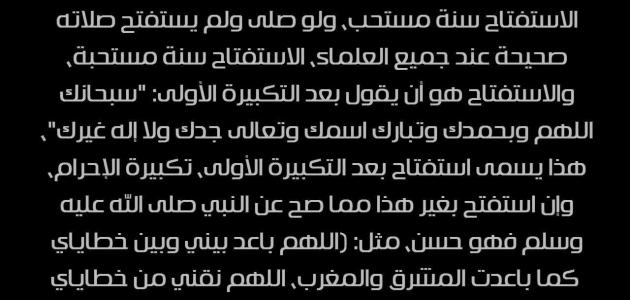 الاستفتاح سنة مستحب، ولو صلى ولم يستفتح صلاته
صحيحة عند جميع العلماء، الاستفتاح سنة مستحبة،
والاستفتاح هو أن يقول بعد التكبيرة الأولى: "سبحانك
اللهم وبحمدك وتبارك اسمك وتعالى جدك ولا إله غيرك"،
هذا يسمى استفتاح بعد التكبيرة الأولى، تكبيرة الإحرام،
وإن استفتح بغير هذا مما صح عن النبي صلى الله عليه
وسلم فهو حسن، مثل: (اللهم باعد بيني وبين خطاياي
كما باعدت المشرق والمغرب، اللهم نقني من خطاياي